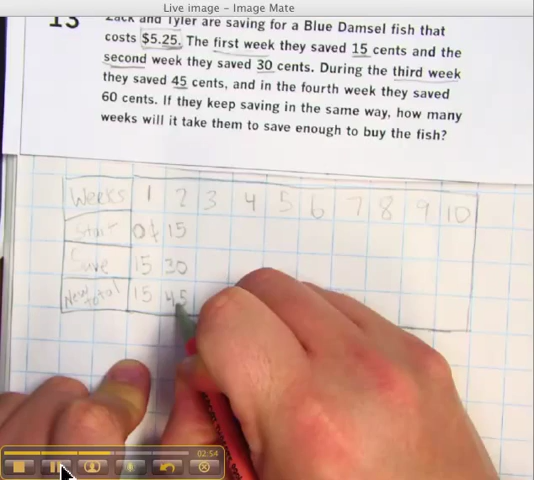 Live image - Image Mate
13
Zack and Tyler are saving for a Blue Damsel fish that
costs $5.25. The first week they saved 15 cents and the
second week they saved 30 cents. During the third week
they saved 45 cents, and in the fourth week they saved
60 cents. If they keep saving in the same way, how many
weeks will it take them to save enough to buy the fish?
Weeks 1 2 3 4 5 6 7 8 9 10
Start 0¢ 15
Save 15 30
New total 15 45
02:54